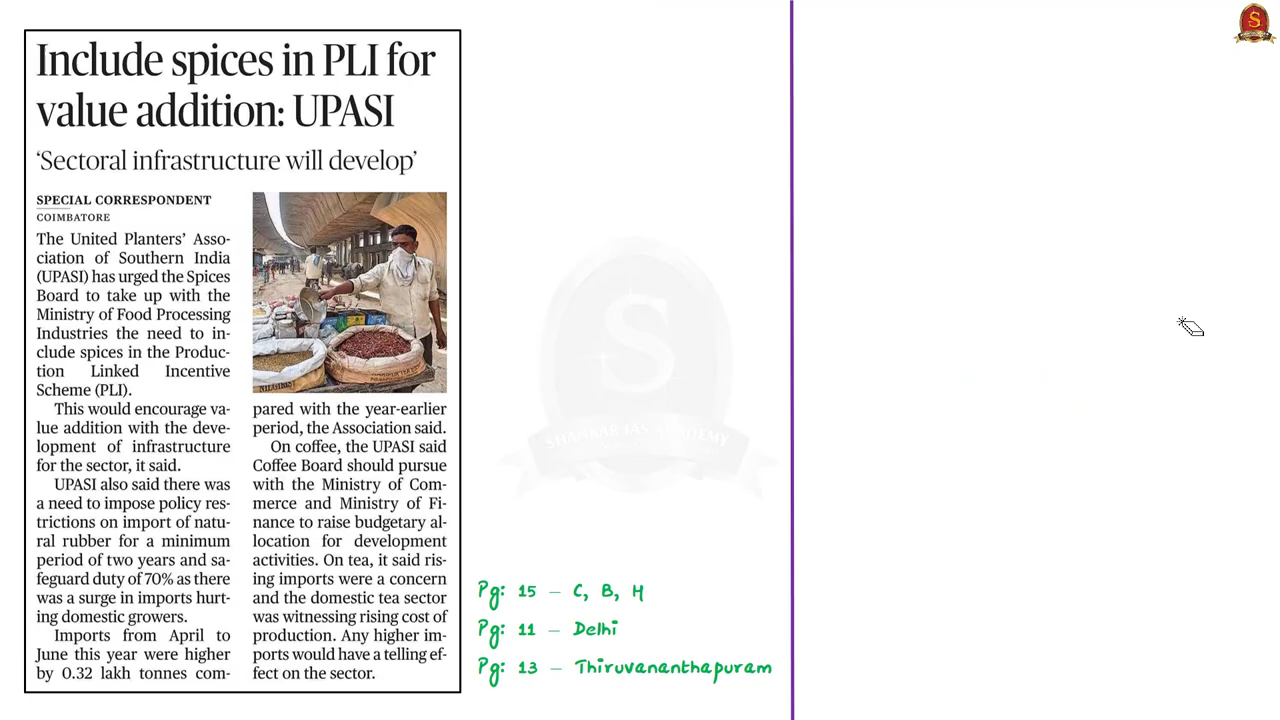 Include spices in PLI for
value addition: UPASI
‘Sectoral infrastructure will develop’
SPECIAL CORRESPONDENT
COIMBATORE
The United Planters’ Asso-
ciation of Southern India
(UPASI) has urged the Spices
Board to take up with the
Ministry of Food Processing
Industries the need to in-
clude spices in the Produc-
tion Linked Incentive
Scheme (PLI).
This would encourage va-
lue addition with the deve-
lopment of infrastructure
for the sector, it said.
UPASI also said there was
a need to impose policy res-
trictions on import of natu-
ral rubber for a minimum
period of two years and sa-
feguard duty of 70% as there
was a surge in imports hurt-
ing domestic growers.
Imports from April to
June this year were higher
by 0.32 lakh tonnes com-
NILGIRIS
pared with the year-earlier
period, the Association said.
On coffee, the UPASI said
Coffee Board should pursue
with the Ministry of Com-
merce and Ministry of Fi-
nance to raise budgetary al-
location for development
activities. On tea, it said ris-
ing imports were a concern
and the domestic tea sector
was witnessing rising cost of
production. Any higher im-
ports would have a telling ef-
fect on the sector.
S
SHANKAR IAS ACADEMY
Pg: 15 – C, B, H
Pg: 11 – Delhi
Pg: 13 – Thiruvananthapuram
S